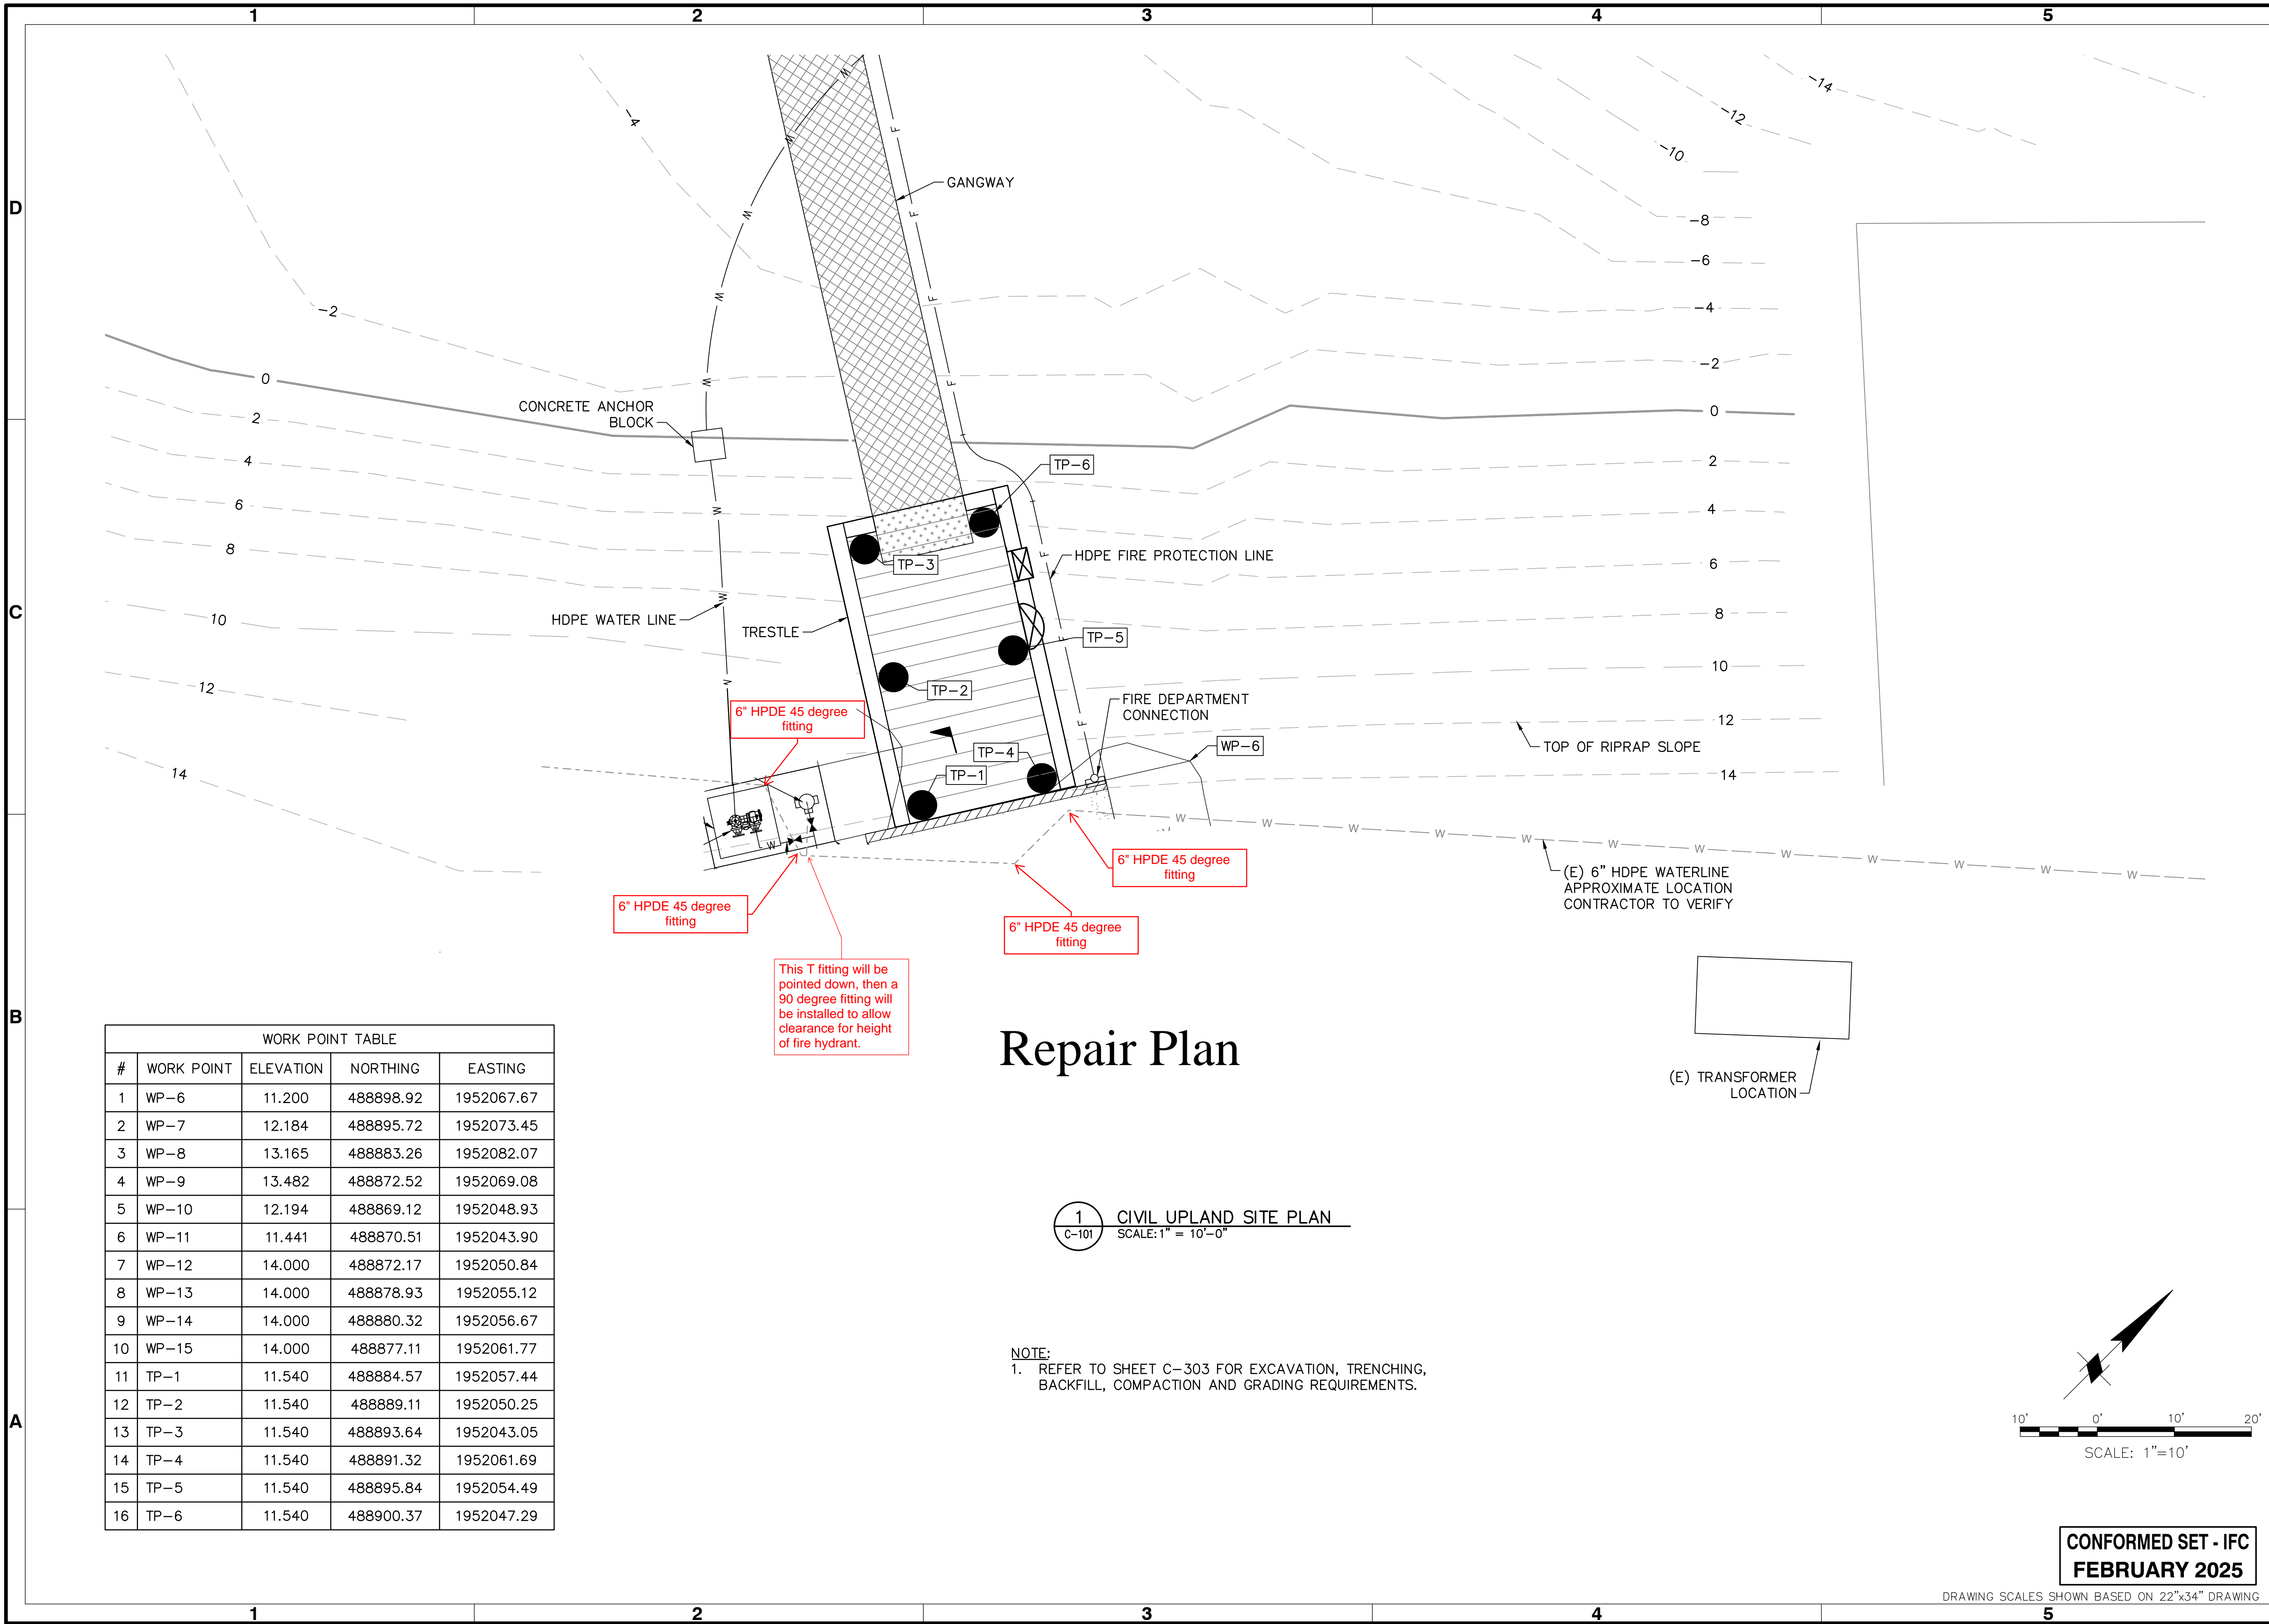 1 2 3 4 5
D
C
B
A
-4
-14
-12
-10
-8
-6
-4
-2
0
2
4
6
8
10
12
14
-2
0
2
4
6
8
10
12
14
W
W
W
W
W
W
W
W
F
F
F
F
F
F
F
F
GANGWAY
CONCRETE ANCHOR
BLOCK
TP-6
TP-3
HDPE FIRE PROTECTION LINE
HDPE WATER LINE
TRESTLE
TP-5
TP-2
6" HPDE 45 degree
fitting
FIRE DEPARTMENT
CONNECTION
WP-6
TP-4
TP-1
TOP OF RIPRAP SLOPE
W W W W W W W W W W W W
6" HPDE 45 degree
fitting
(E) 6" HDPE WATERLINE
APPROXIMATE LOCATION
CONTRACTOR TO VERIFY
6" HPDE 45 degree
fitting
6" HPDE 45 degree
fitting
This T fitting will be
pointed down, then a
90 degree fitting will
be installed to allow
clearance for height
of fire hydrant.
Repair Plan
(E) TRANSFORMER
LOCATION
WORK POINT TABLE
# WORK POINT ELEVATION NORTHING EASTING
1 WP-6 11.200 488898.92 1952067.67
2 WP-7 12.184 488895.72 1952073.45
3 WP-8 13.165 488883.26 1952082.07
4 WP-9 13.482 488872.52 1952069.08
5 WP-10 12.194 488869.12 1952048.93
6 WP-11 11.441 488870.51 1952043.90
7 WP-12 14.000 488872.17 1952050.84
8 WP-13 14.000 488878.93 1952055.12
9 WP-14 14.000 488880.32 1952056.67
10 WP-15 14.000 488877.11 1952061.77
11 TP-1 11.540 488884.57 1952057.44
12 TP-2 11.540 488889.11 1952050.25
13 TP-3 11.540 488893.64 1952043.05
14 TP-4 11.540 488891.32 1952061.69
15 TP-5 11.540 488895.84 1952054.49
16 TP-6 11.540 488900.37 1952047.29
1
C-101
CIVIL UPLAND SITE PLAN
SCALE: 1" = 10'-0"
NOTE:
1. REFER TO SHEET C-303 FOR EXCAVATION, TRENCHING,
BACKFILL, COMPACTION AND GRADING REQUIREMENTS.
10' 0' 10' 20'
SCALE: 1"=10'
CONFORMED SET - IFC
FEBRUARY 2025
DRAWING SCALES SHOWN BASED ON 22"x34" DRAWING
1 2 3 4 5